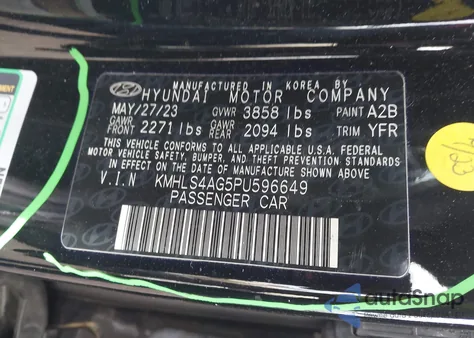 MANUFACTURED IN KOREA BY
HYUNDAI MOTOR COMPANY
MAY/27/23 GVWR 3858 lbs PAINT A2B
GAWR FRONT 2271 lbs GAWR REAR 2094 lbs TRIM YFR
THIS VEHICLE CONFORMS TO ALL APPLICABLE U.S.A. FEDERAL
MOTOR VEHICLE SAFETY, BUMPER, AND THEFT PREVENTION STANDARDS
IN EFFECT ON THE DATE OF MANUFACTURE SHOWN ABOVE.
V.I.N KMHLS4AG5PU596649
PASSENGER CAR
autoSnap